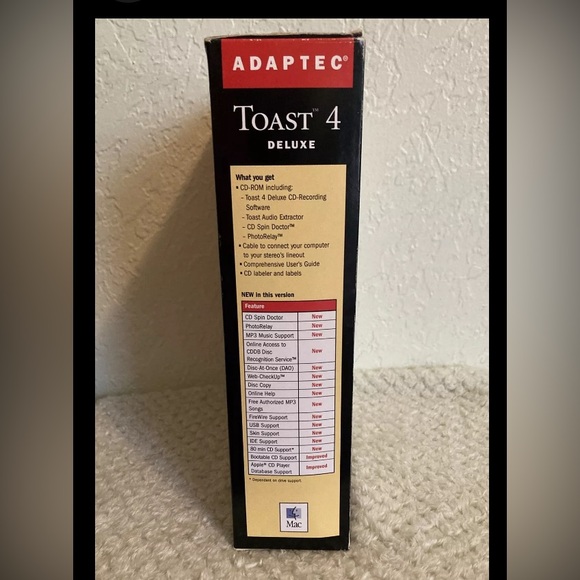 ADAPTEC®
TOAST™ 4
DELUXE
What you get
• CD-ROM including:
– Toast 4 Deluxe CD-Recording
Software
– Toast Audio Extractor
– CD Spin Doctor™
– PhotoRelay™
• Cable to connect your computer
to your stereo's lineout
• Comprehensive User's Guide
• CD labeler and labels
NEW in this version
Feature
CD Spin Doctor New
PhotoRelay New
MP3 Music Support New
Online Access to
CDDB Disc New
Recognition Service™
Disc-At-Once (DAO) New
Web-CheckUp™ New
Disc Copy New
Online Help New
Free Authorized MP3 New
Songs
FireWire Support New
USB Support New
Skin Support New
IDE Support New
80 min CD Support* New
Bootable CD Support Improved
Apple® CD Player Improved
Database Support
* Dependent on drive support.
Mac